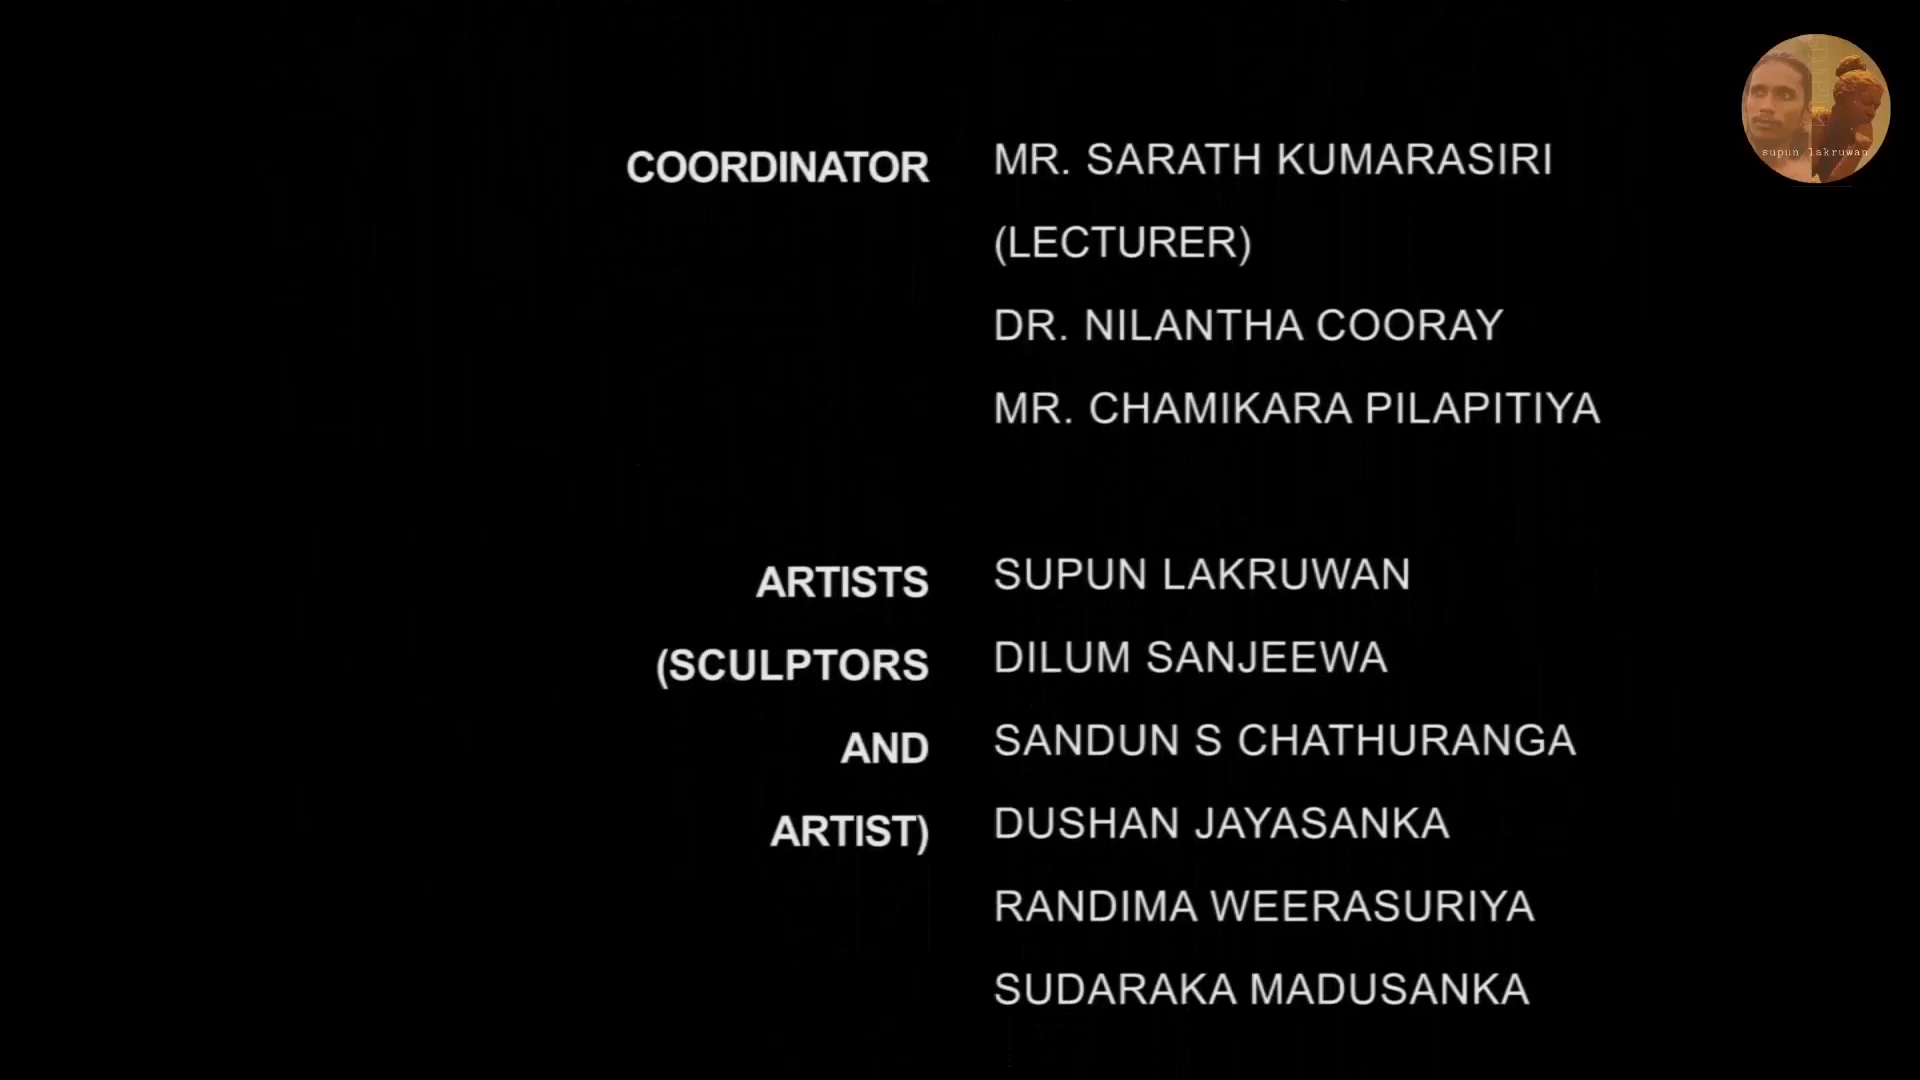 COORDINATOR MR. SARATH KUMARASIRI
(LECTURER)
DR. NILANTHA COORAY
MR. CHAMIKARA PILAPITIYA
ARTISTS SUPUN LAKRUWAN
(SCULPTORS DILUM SANJEEWA
AND SANDUN S CHATHURANGA
ARTIST) DUSHAN JAYASANKA
RANDIMA WEERASURIYA
SUDARAKA MADUSANKA
supun lakruwan